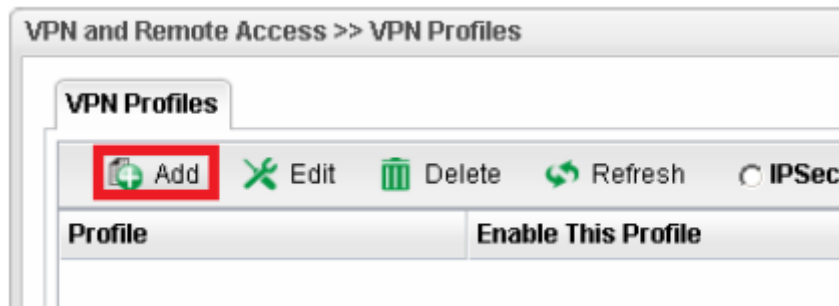 VPN and Remote Access >> VPN Profiles
VPN Profiles
Add Edit Delete Refresh IPSec
Profile Enable This Profile